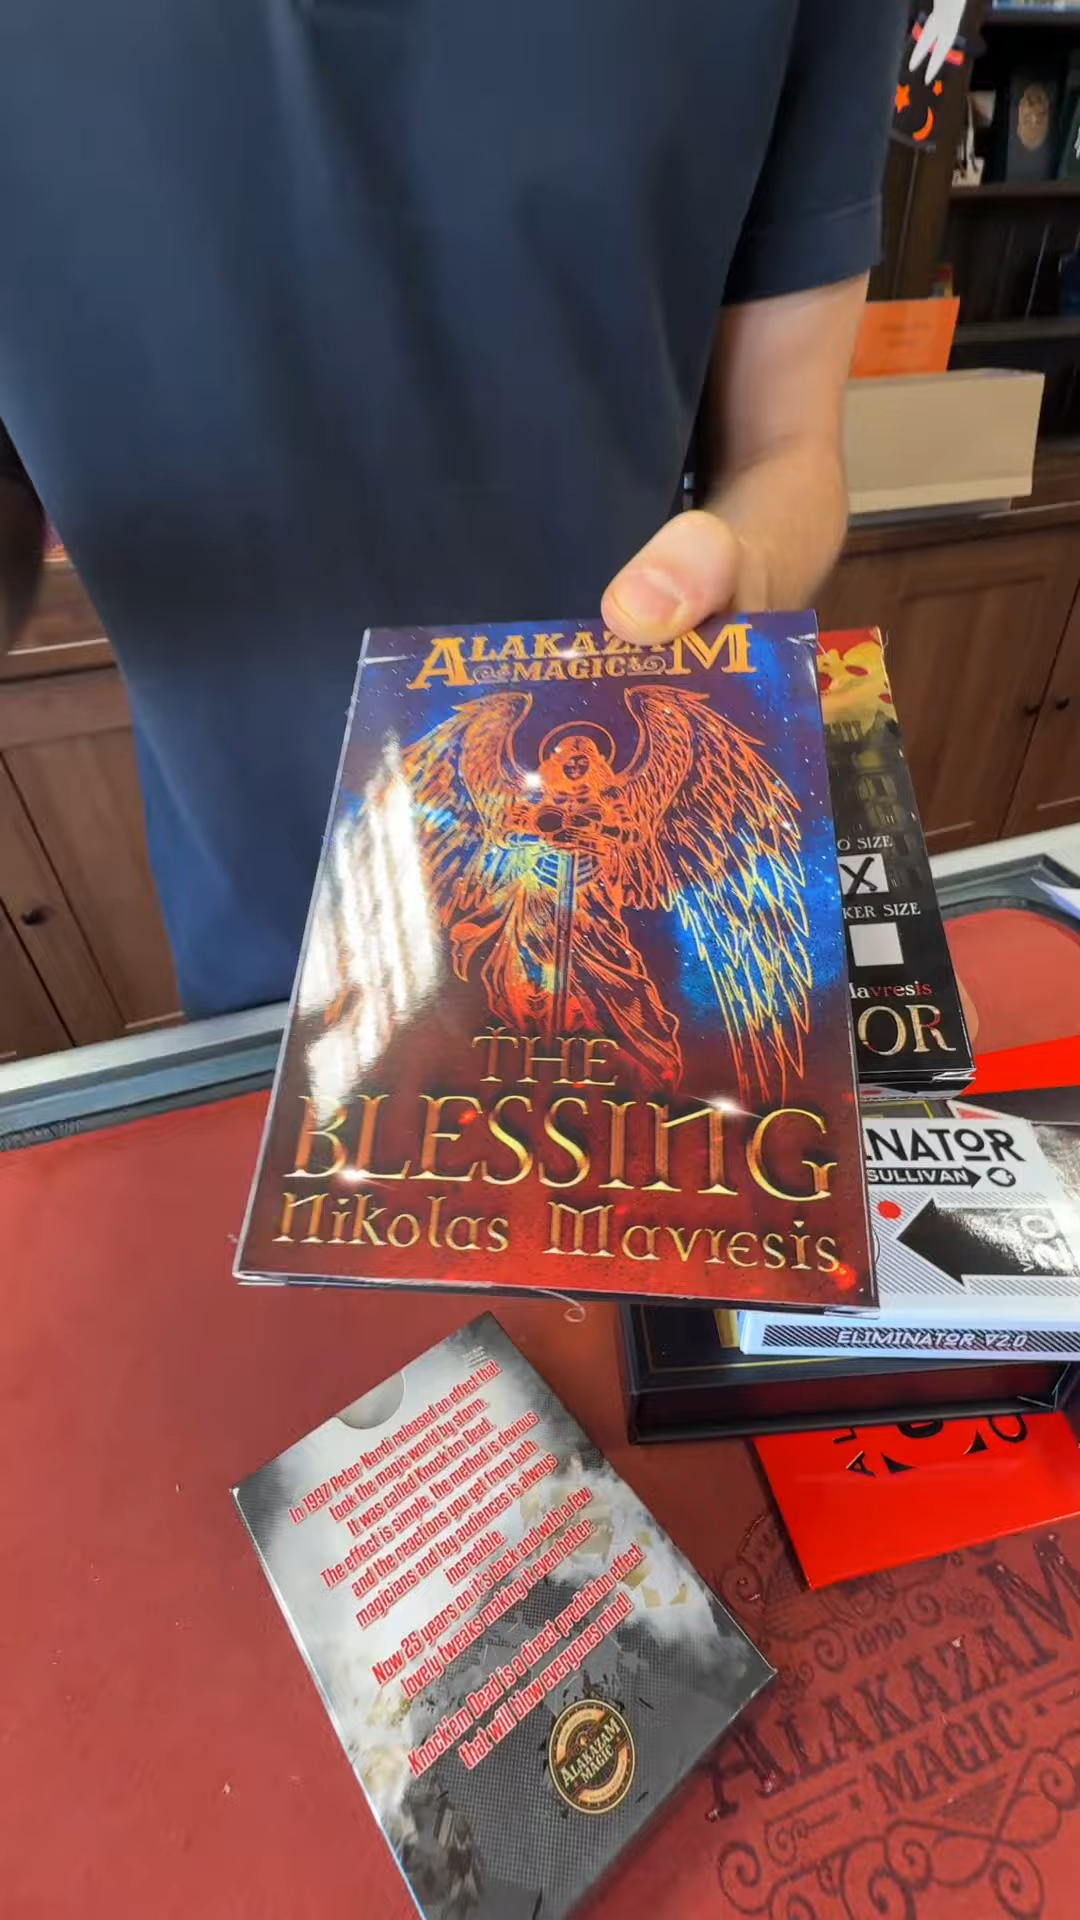 ALAKAZAM
MAGIC
THE
BLESSING
Nikolas Mavresis
O SIZE
X
KER SIZE
Mavresis
OR
NATOR
SULLIVAN
V2.0
ELIMINATOR V2.0
In 1997 Peter Nardi released an effect that
took the magic world by storm.
It was called Knock'em Dead.
The effect is simple, the method is devious
and the reactions you get from both
magicians and lay audiences is always
incredible.
Now 25 years on it's back and with a few
lovely tweaks making it even better.
Knock'em Dead is a direct prediction effect
that will blow everyones mind!
ALAKAZAM
MAGIC
ALAKAZAM
MAGIC